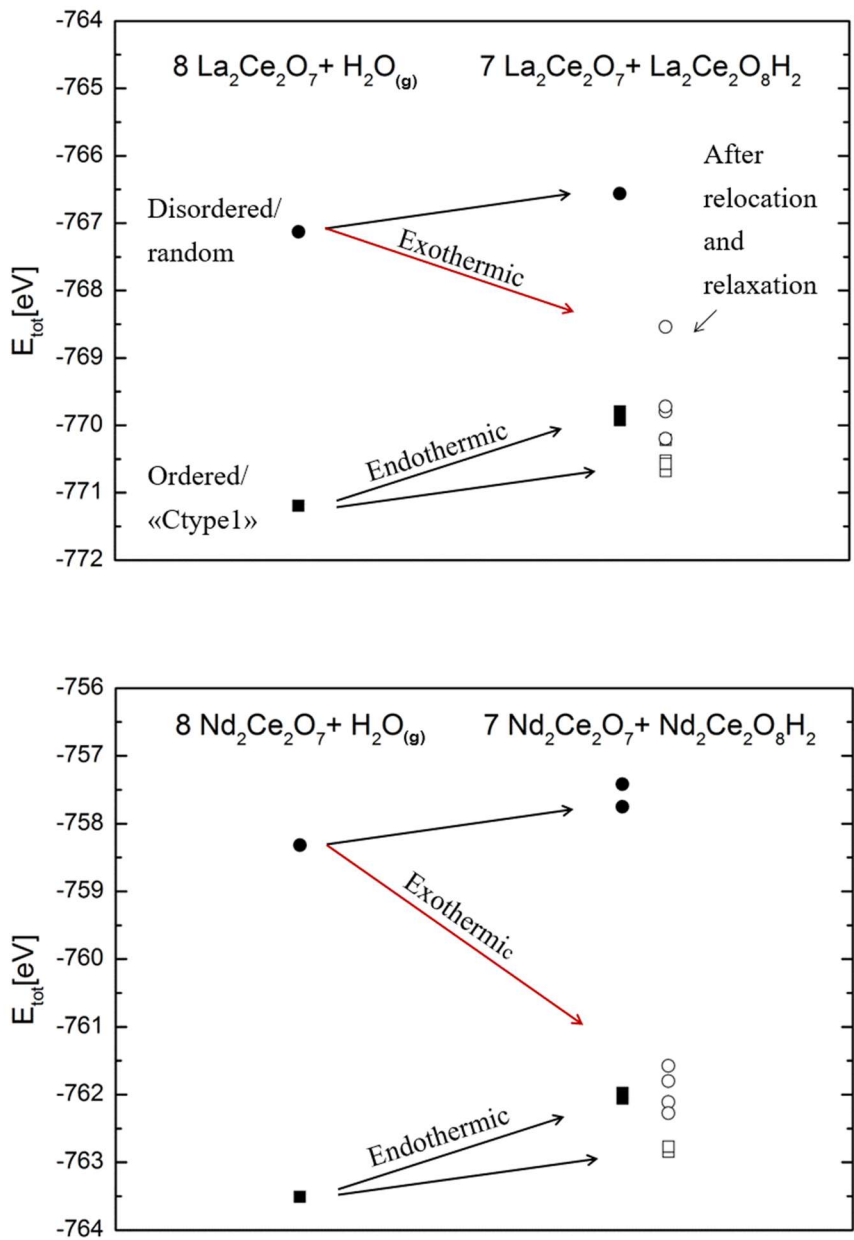 -764
8 La₂Ce₂O₇+ H₂O₍g₎ 7 La₂Ce₂O₇+ La₂Ce₂O₈H₂
-765
-766
After
relocation
and
relaxation
Disordered/
random
-767
Exothermic
-768
E_tot[eV]
-769
-770
Endothermic
Ordered/
«Ctype1»
-771
-772
-756
8 Nd₂Ce₂O₇+ H₂O₍g₎ 7 Nd₂Ce₂O₇+ Nd₂Ce₂O₈H₂
-757
-758
-759
Exothermic
-760
E_tot[eV]
-761
-762
Endothermic
-763
-764